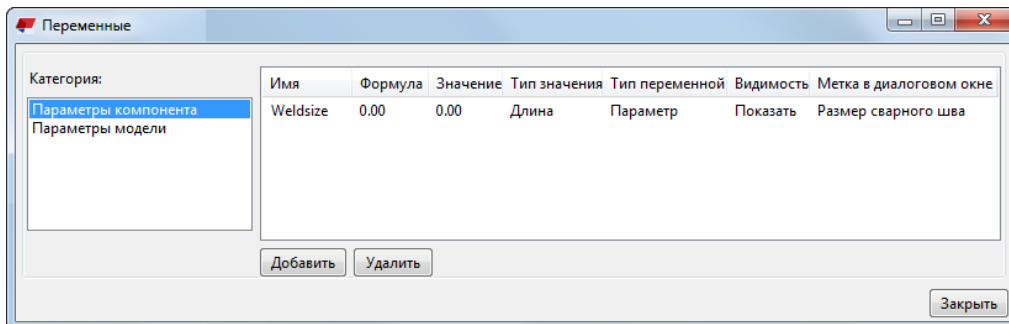 Переменные
Категория:
Параметры компонента
Параметры модели
Имя Формула Значение Тип значения Тип переменной Видимость Метка в диалоговом окне
Weldsize 0.00 0.00 Длина Параметр Показать Размер сварного шва
Добавить Удалить
Закрыть